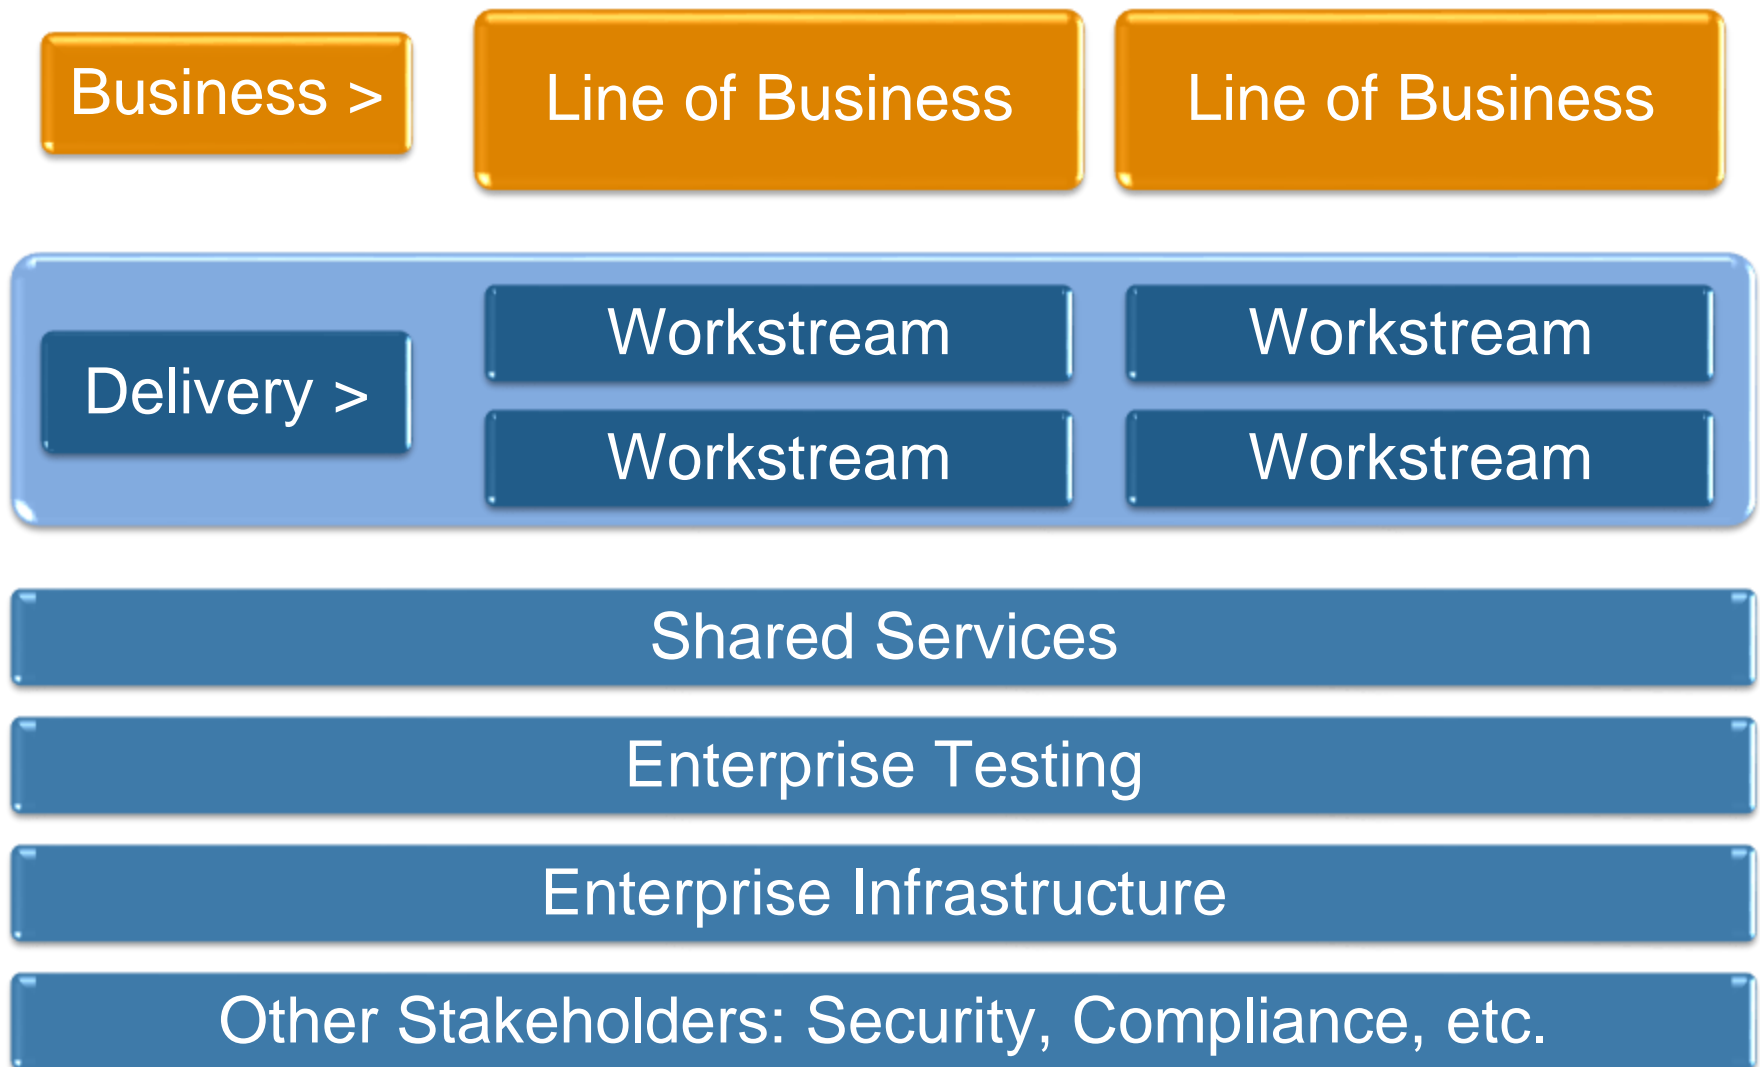 Business >
Line of Business
Line of Business
Delivery >
Workstream
Workstream
Workstream
Workstream
Shared Services
Enterprise Testing
Enterprise Infrastructure
Other Stakeholders: Security, Compliance, etc.